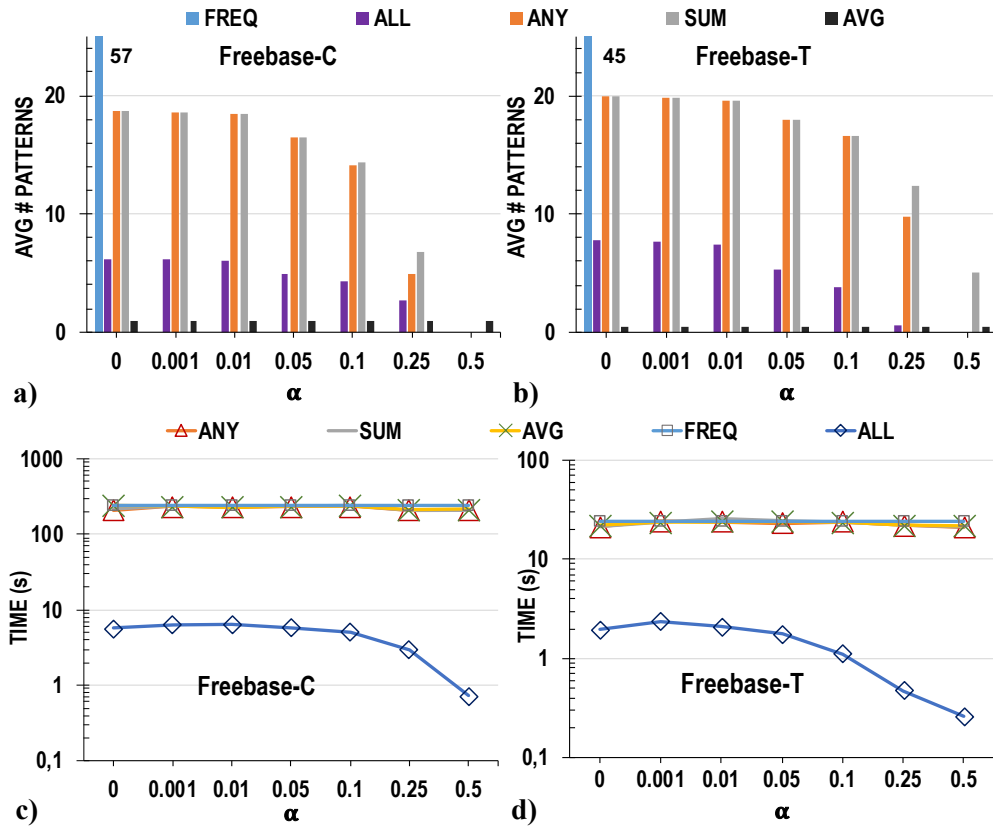 FREQ ALL ANY SUM AVG
57 Freebase-C
45 Freebase-T
AVG # PATTERNS
20
10
0
0 0.001 0.01 0.05 0.1 0.25 0.5
a) α
AVG # PATTERNS
20
10
0
0 0.001 0.01 0.05 0.1 0.25 0.5
b) α
ANY SUM AVG FREQ ALL
TIME (s)
1000
100
10
1
0,1
Freebase-C
0 0.001 0.01 0.05 0.1 0.25 0.5
c) α
TIME (s)
100
10
1
0,1
Freebase-T
0 0.001 0.01 0.05 0.1 0.25 0.5
d) α